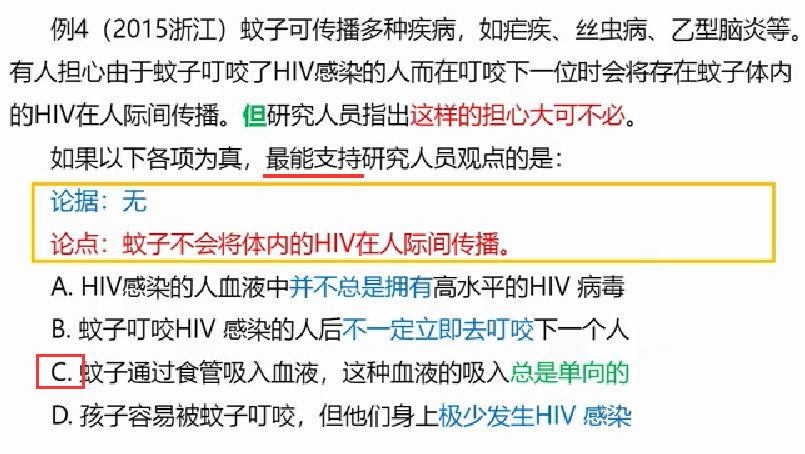 例4（2015浙江）蚊子可传播多种疾病，如疟疾、丝虫病、乙型脑炎等。
有人担心由于蚊子叮咬了HIV感染的人而在叮咬下一位时会将存在蚊子体内
的HIV在人际间传播。但研究人员指出这样的担心大可不必。
如果以下各项为真，最能支持研究人员观点的是：
论据：无
论点：蚊子不会将体内的HIV在人际间传播。
A. HIV感染的人血液中并不总是拥有高水平的HIV 病毒
B. 蚊子叮咬HIV 感染的人后不一定立即去叮咬下一个人
C. 蚊子通过食管吸入血液，这种血液的吸入总是单向的
D. 孩子容易被蚊子叮咬，但他们身上极少发生HIV 感染